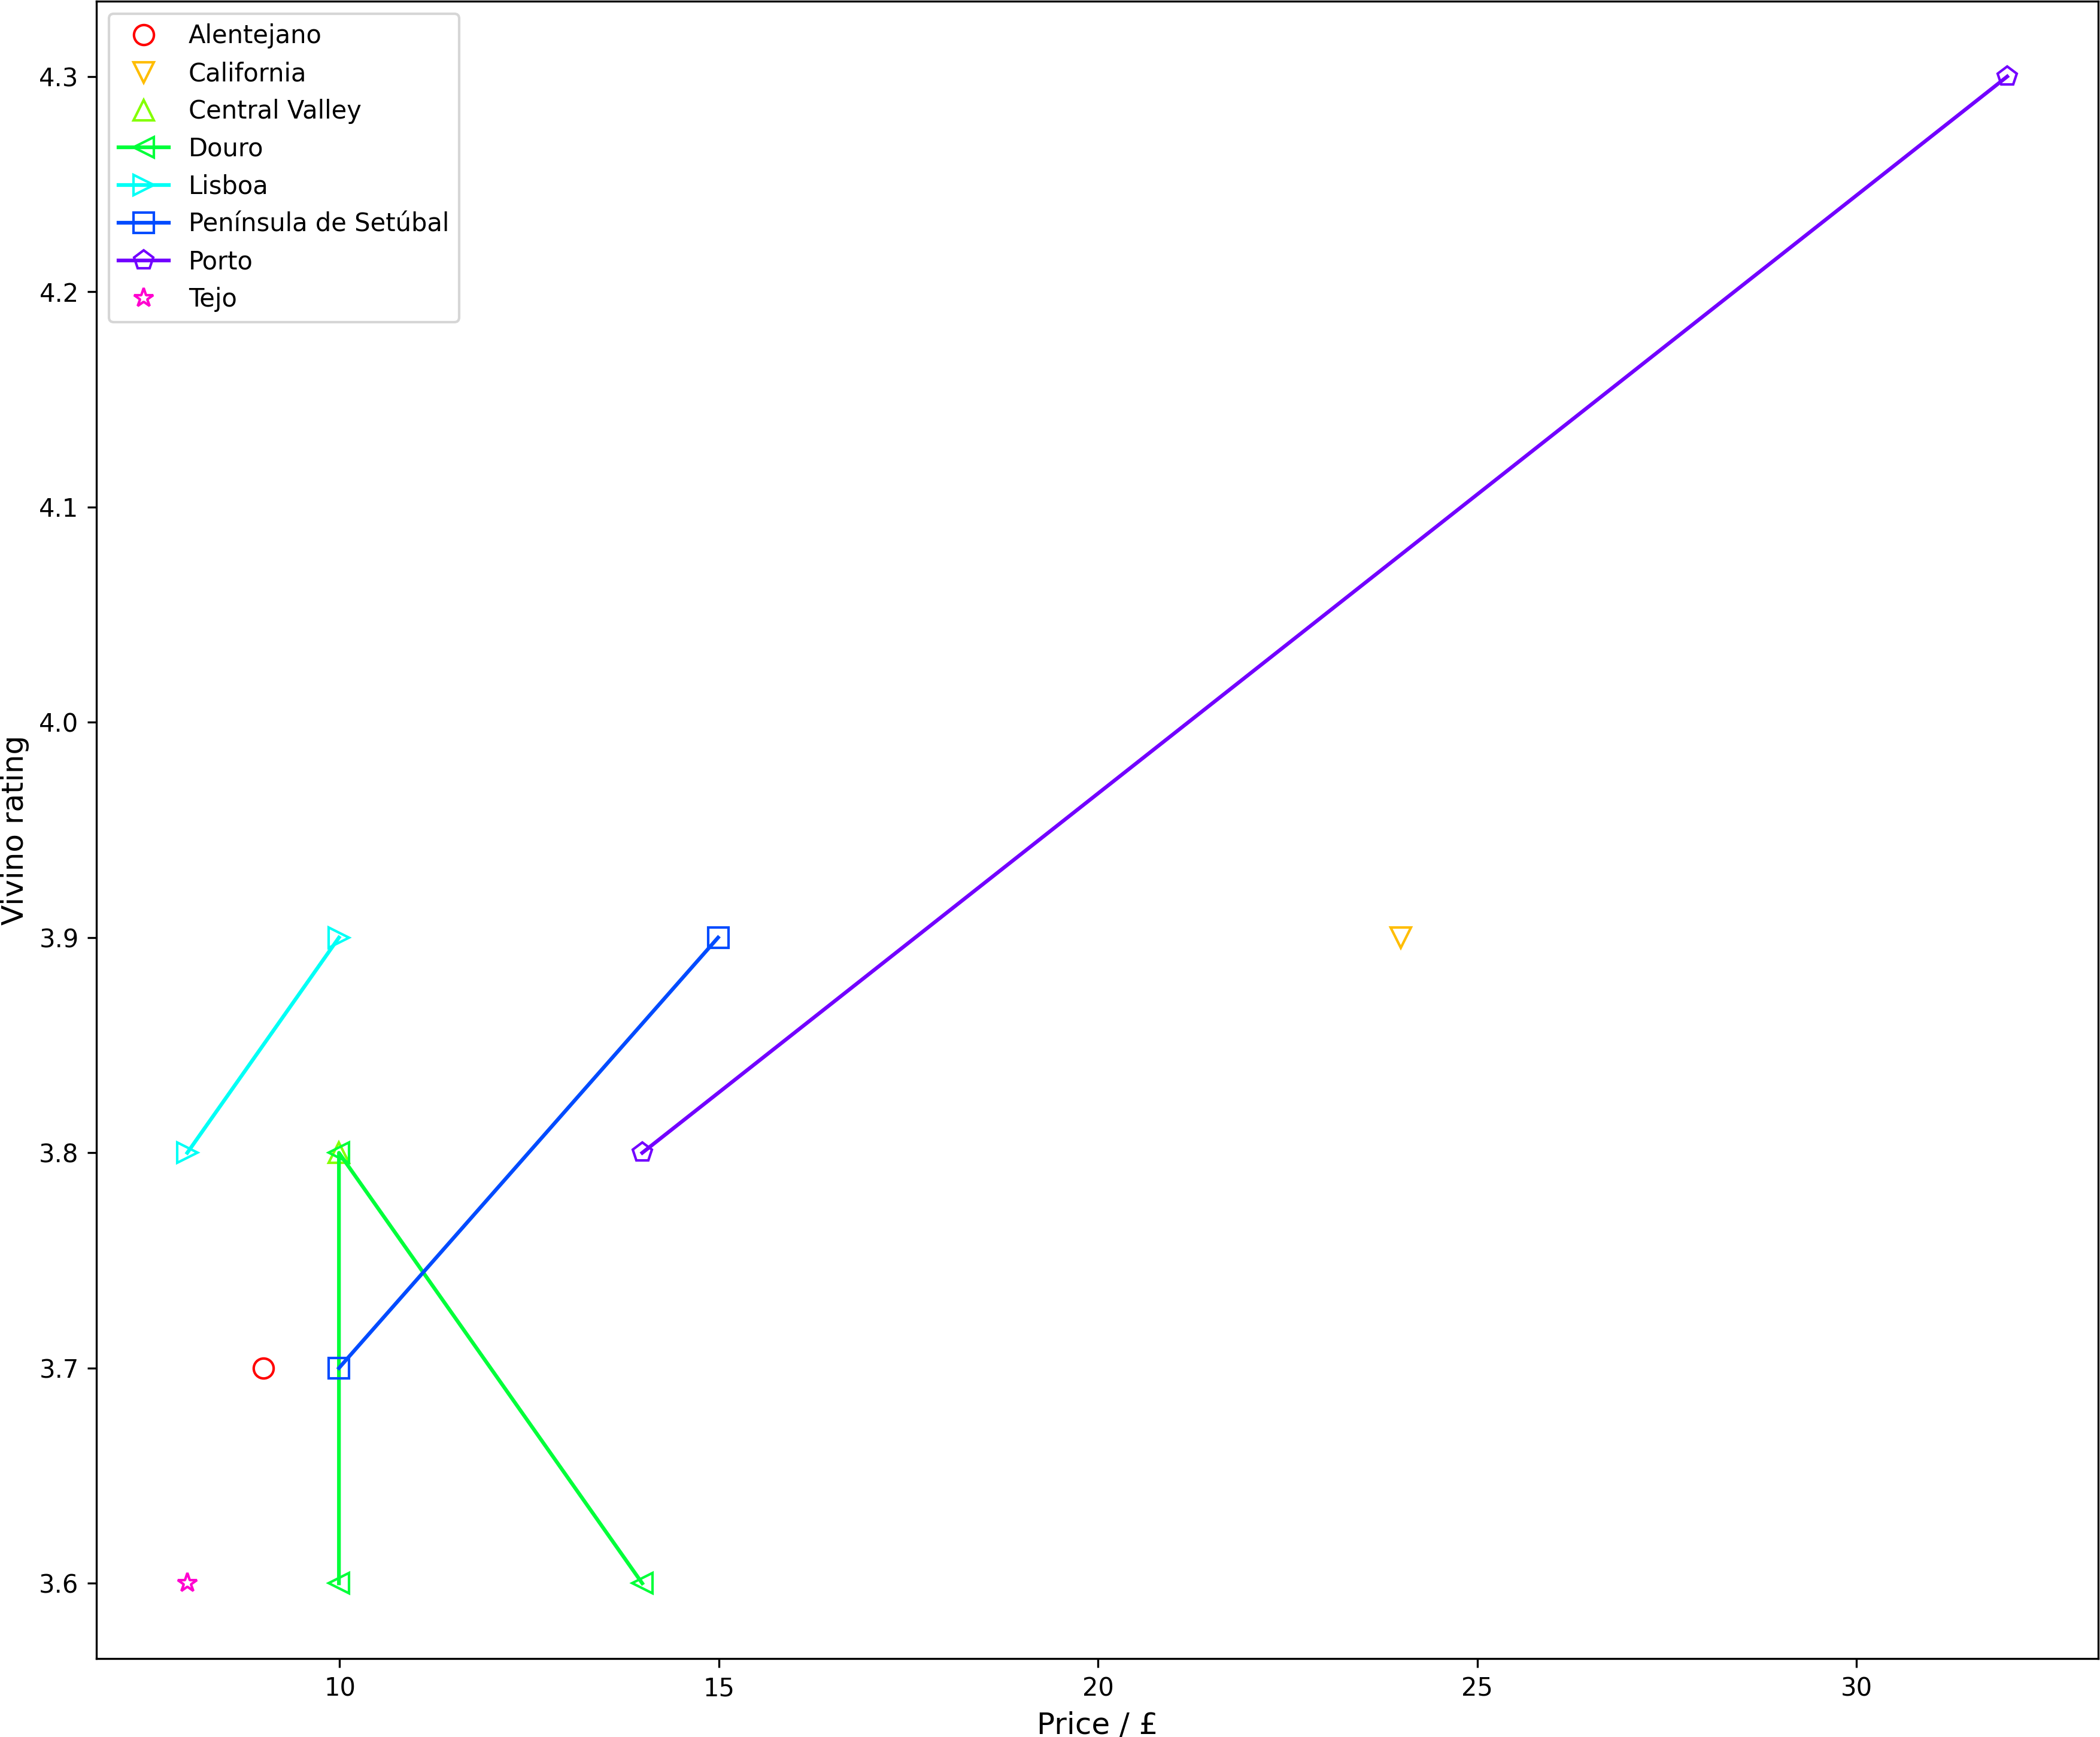 Alentejano
California
Central Valley
Douro
Lisboa
Península de Setúbal
Porto
Tejo
4.3
4.2
4.1
4.0
3.9
3.8
3.7
3.6
Vivino rating
10 15 20 25 30
Price / £